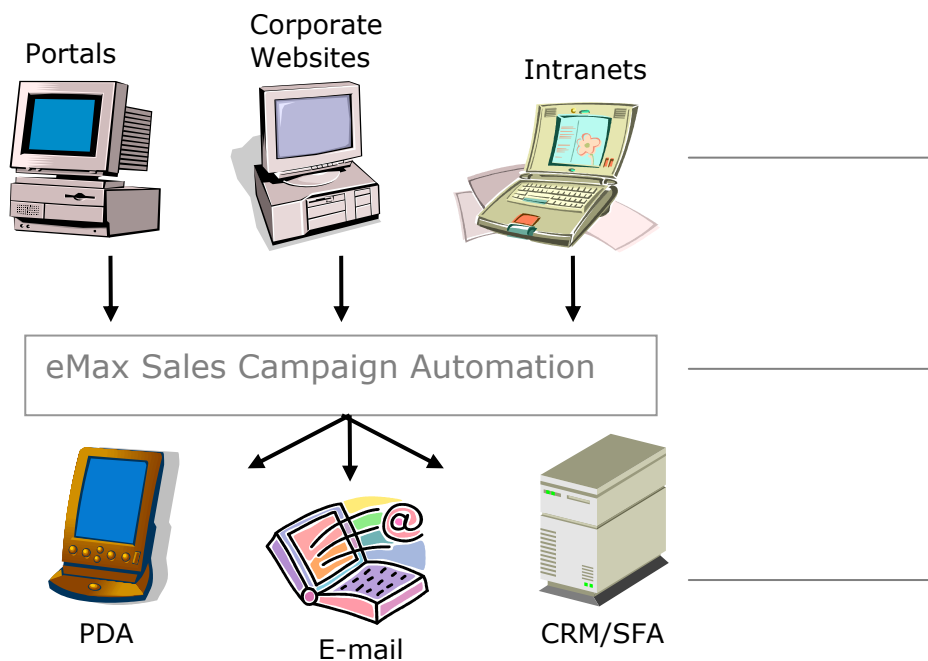 Portals
Corporate
Websites
Intranets
eMax Sales Campaign Automation
@
PDA
E-mail
CRM/SFA